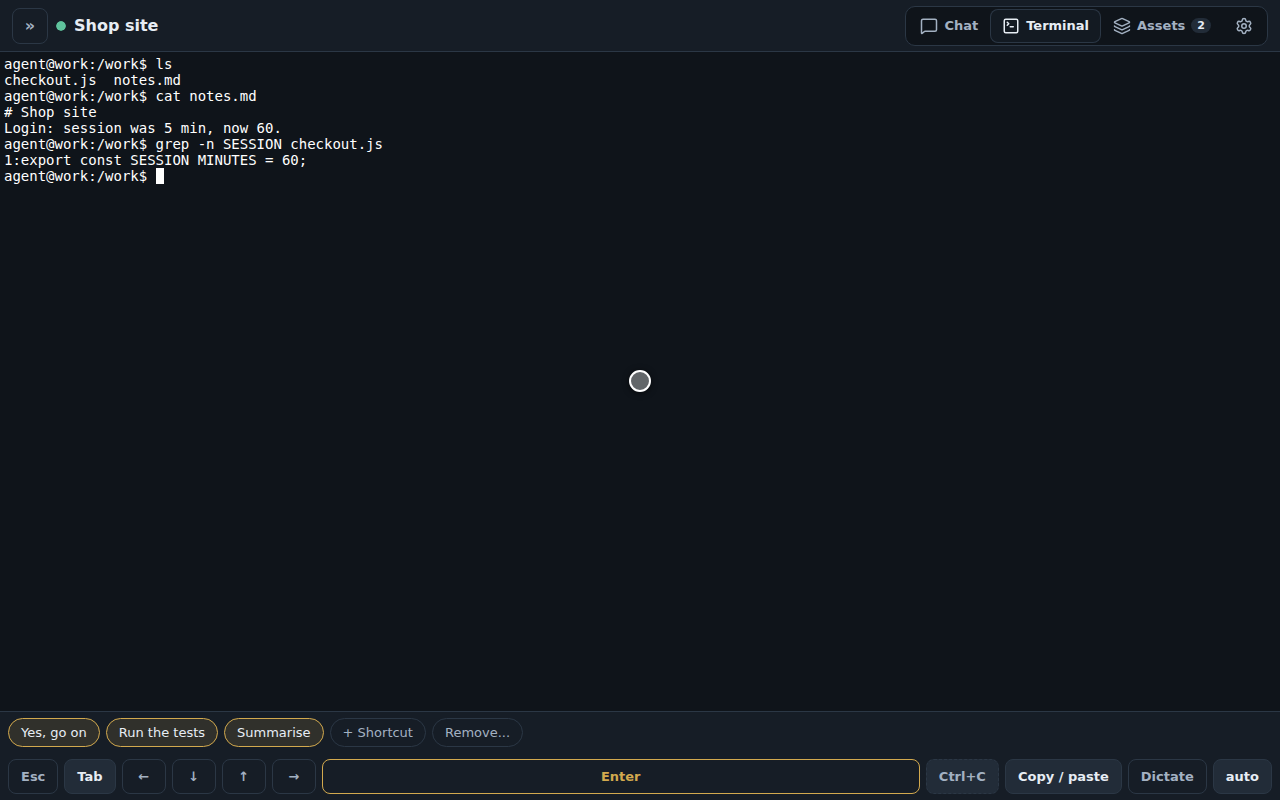 » Shop site Chat Terminal Assets 2
agent@work:/work$ ls
checkout.js  notes.md
agent@work:/work$ cat notes.md
# Shop site
Login: session was 5 min, now 60.
agent@work:/work$ grep -n SESSION checkout.js
1:export const SESSION MINUTES = 60;
agent@work:/work$
Yes, go on Run the tests Summarise + Shortcut Remove...
Esc Tab ← ↓ ↑ → Enter Ctrl+C Copy / paste Dictate auto